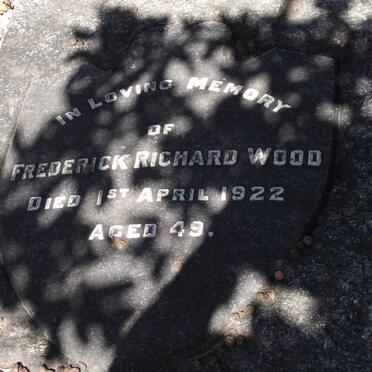 IN LOVING MEMORY
OF
FREDERICK RICHARD WOOD
DIED 1ST APRIL 1922
AGED 49.